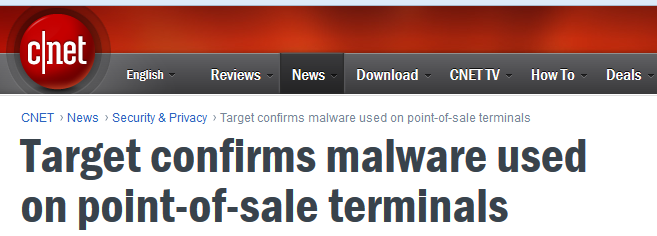 c|net
English Reviews News Download CNET TV How To Deals
CNET › News › Security & Privacy › Target confirms malware used on point-of-sale terminals
Target confirms malware used
on point-of-sale terminals